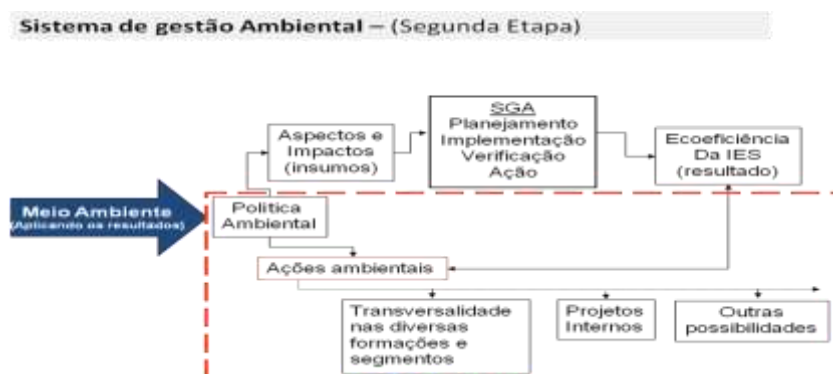 Sistema de gestão Ambiental – (Segunda Etapa)
SGA
Planejamento
Implementação
Verificação
Ação
Aspectos e
Impactos
(insumos)
Ecoeficiência
Da IES
(resultado)
Meio Ambiente
(Aplicando os resultados)
Política
Ambiental
Ações ambientais
Transversalidade
nas diversas
formações e
segmentos
Projetos
Internos
Outras
possibilidades